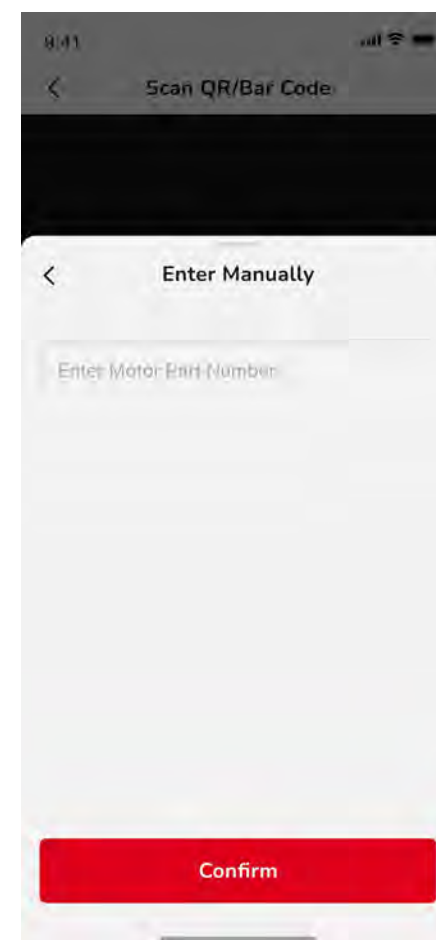 9:41
Scan QR/Bar Code
Enter Manually
Enter Motor Part Number
Confirm